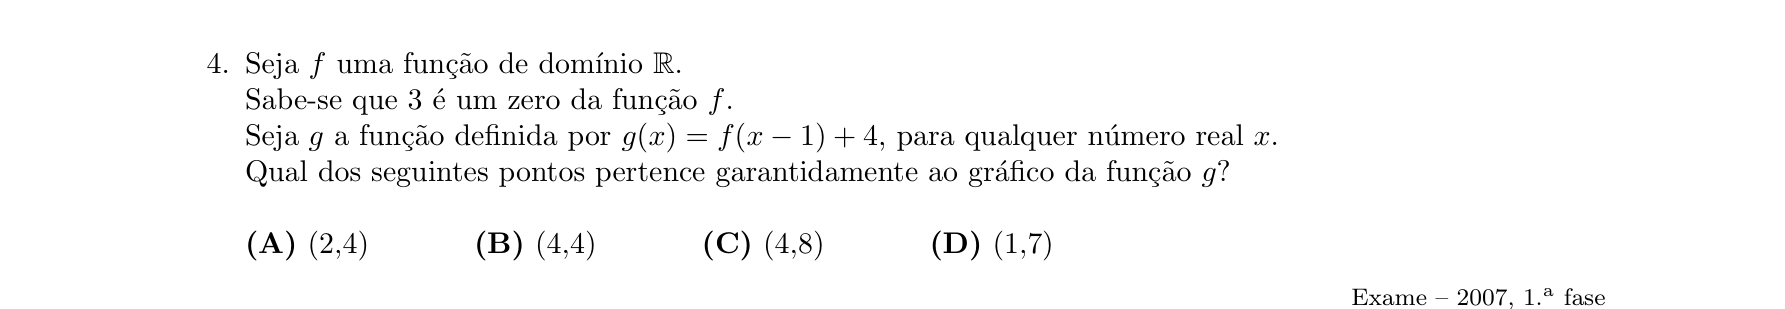 4. Seja f uma função de domínio ℝ.
Sabe-se que 3 é um zero da função f.
Seja g a função definida por g(x) = f(x − 1) + 4, para qualquer número real x.
Qual dos seguintes pontos pertence garantidamente ao gráfico da função g?
(A) (2,4) (B) (4,4) (C) (4,8) (D) (1,7)
Exame – 2007, 1.ª fase